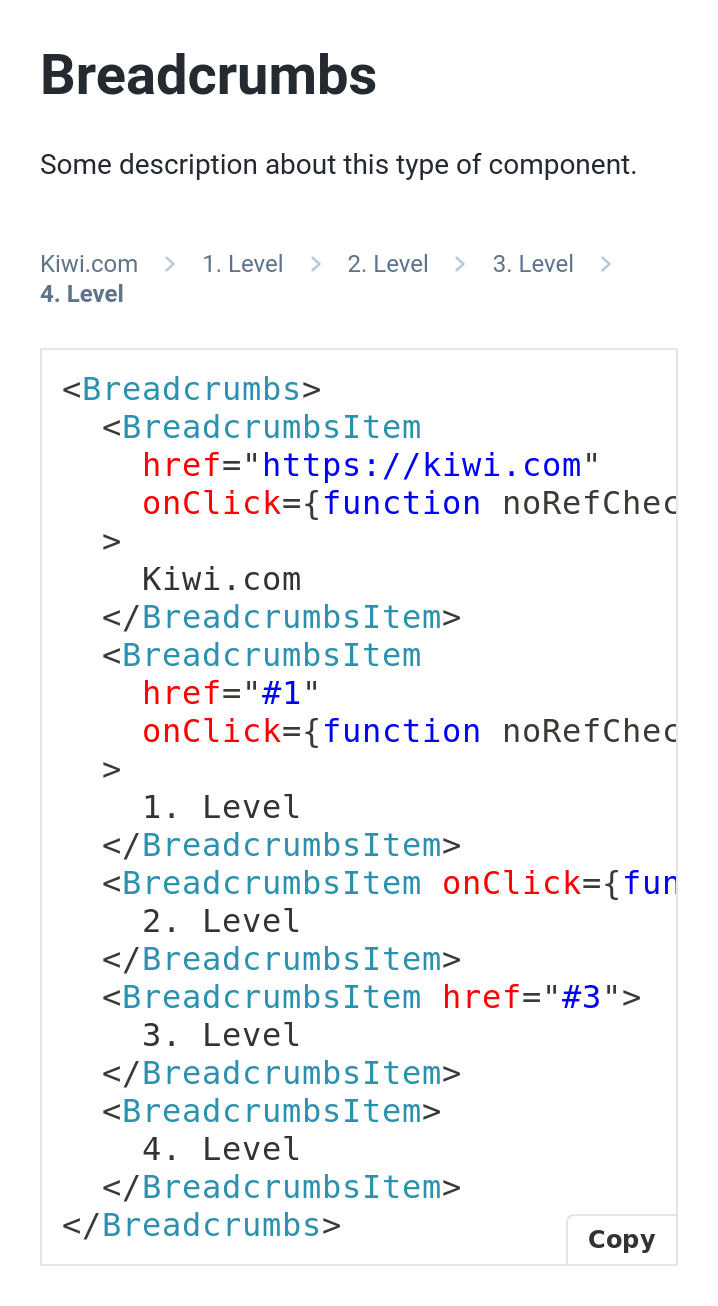 Breadcrumbs
Some description about this type of component.
Kiwi.com > 1. Level > 2. Level > 3. Level >
4. Level
<Breadcrumbs>
  <BreadcrumbsItem
    href="https://kiwi.com"
    onClick={function noRefChec
  >
    Kiwi.com
  </BreadcrumbsItem>
  <BreadcrumbsItem
    href="#1"
    onClick={function noRefChec
  >
    1. Level
  </BreadcrumbsItem>
  <BreadcrumbsItem onClick={fun
    2. Level
  </BreadcrumbsItem>
  <BreadcrumbsItem href="#3">
    3. Level
  </BreadcrumbsItem>
  <BreadcrumbsItem>
    4. Level
  </BreadcrumbsItem>
</Breadcrumbs>
Copy